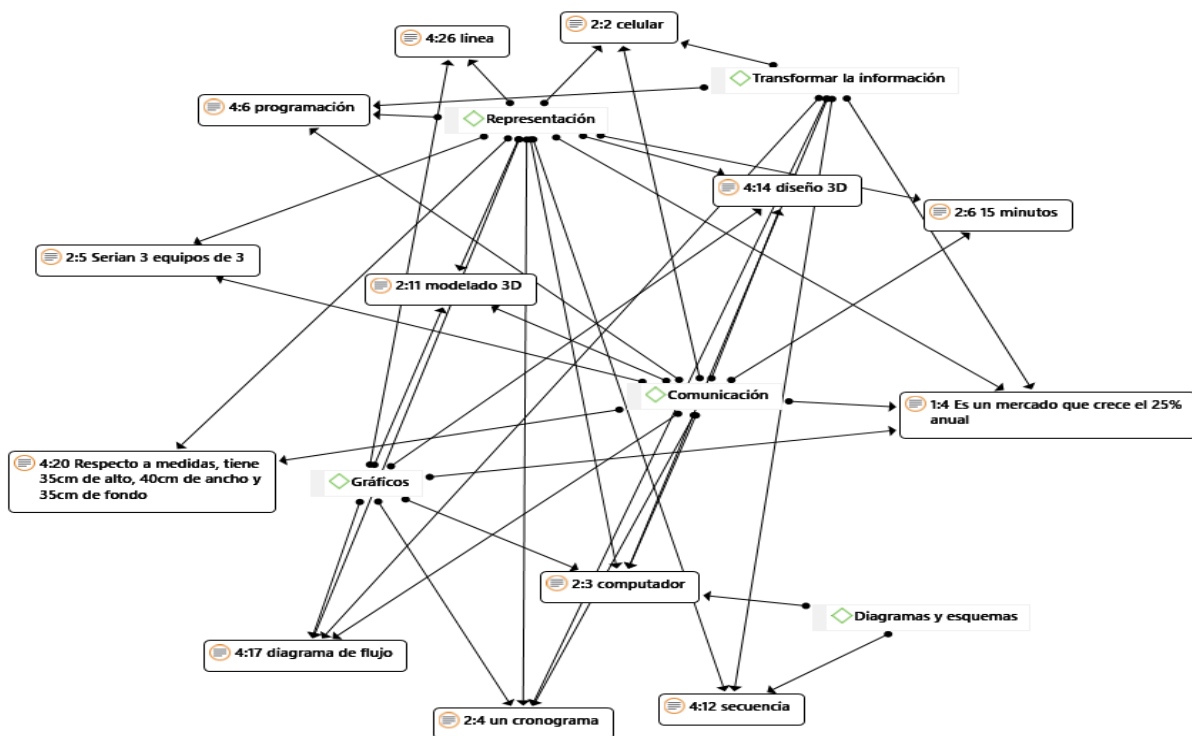 2:2 celular
4:26 linea
Transformar la información
4:6 programación
Representación
4:14 diseño 3D
2:6 15 minutos
2:5 Serian 3 equipos de 3
2:11 modelado 3D
Comunicación
1:4 Es un mercado que crece el 25%
anual
4:20 Respecto a medidas, tiene
35cm de alto, 40cm de ancho y
35cm de fondo
Gráficos
2:3 computador
Diagramas y esquemas
4:17 diagrama de flujo
4:12 secuencia
2:4 un cronograma